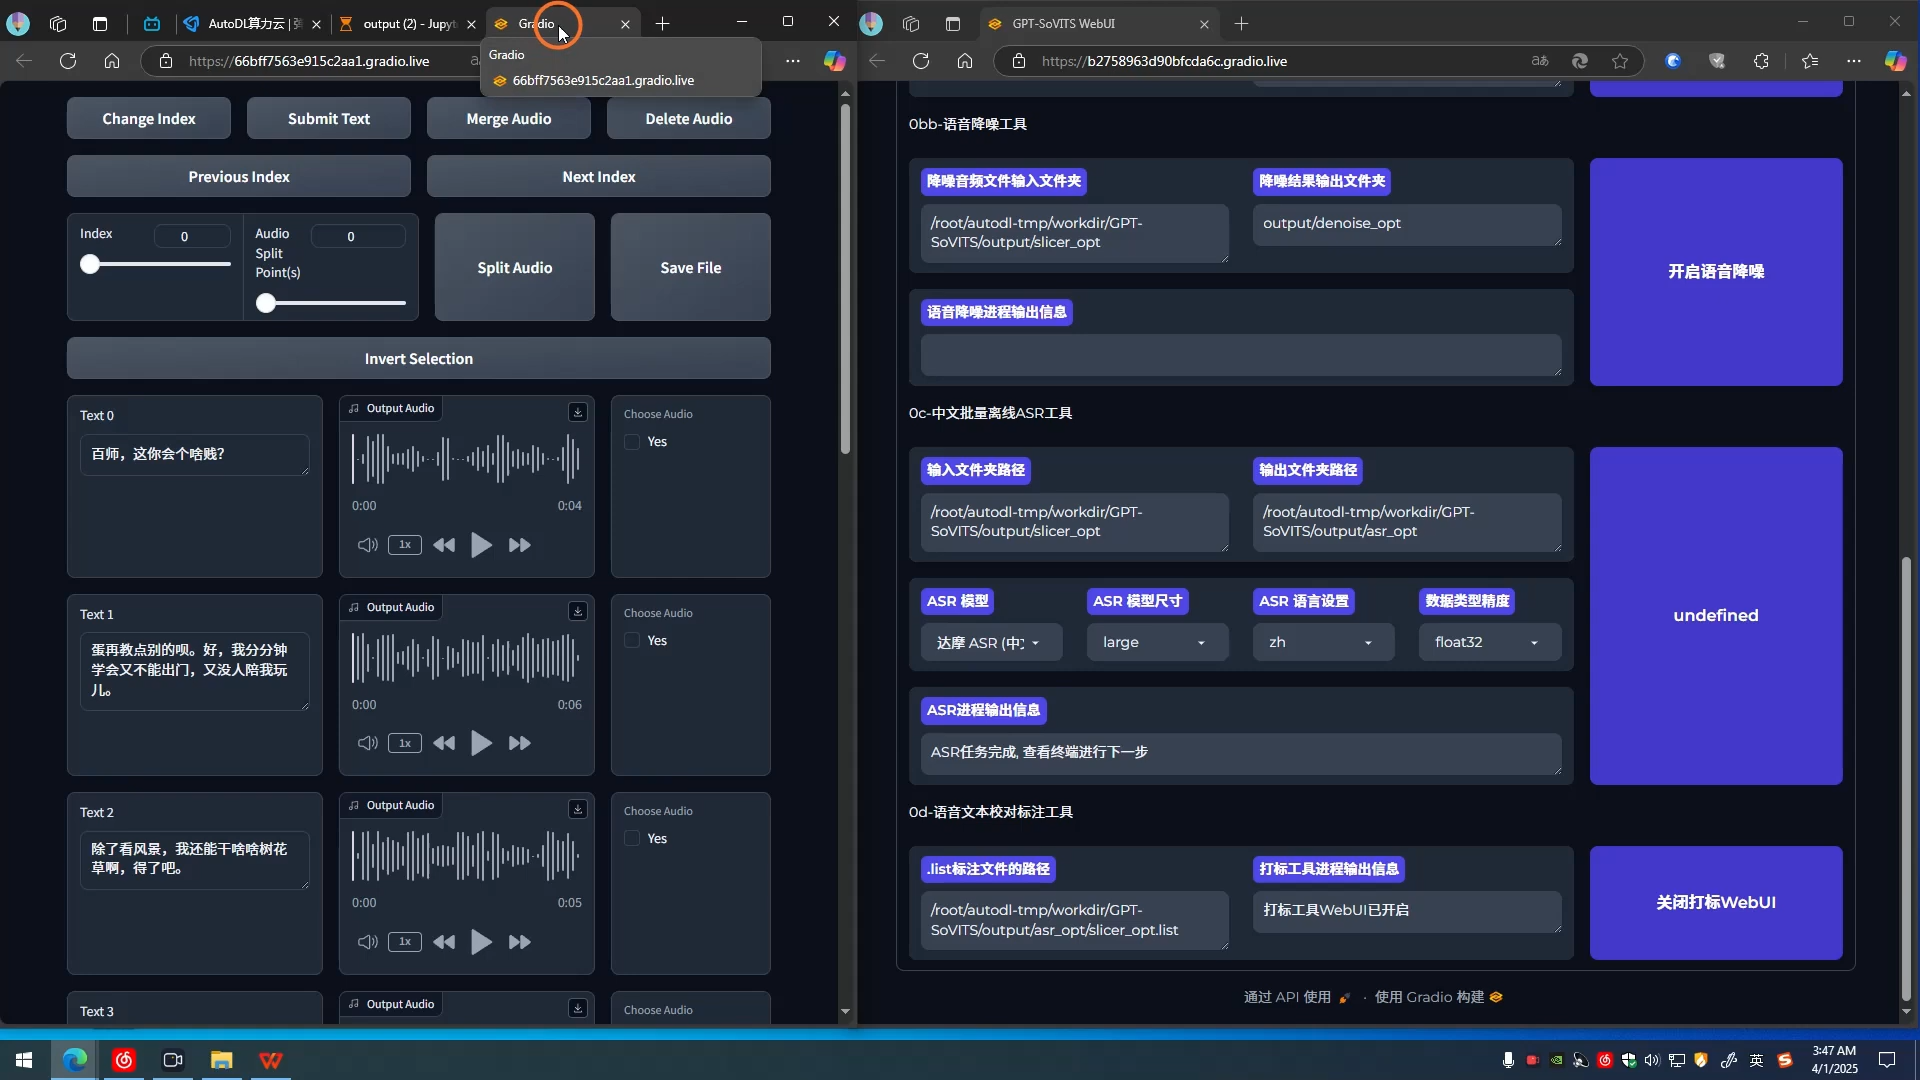 AutoDL算力云 | 强
output (2) - Jupyt
Gradio
GPT-SoVITS WebUI
https://66bff7563e915c2aa1.gradio.live
https://b2758963d90bfcda6c.gradio.live
Gradio
66bff7563e915c2aa1.gradio.live
Change Index
Submit Text
Merge Audio
Delete Audio
Previous Index
Next Index
Index
0
Audio
Split
Point(s)
0
Split Audio
Save File
Invert Selection
Text 0
百师，这你会个啥贱？
Output Audio
0:00
0:04
1x
Choose Audio
Yes
Text 1
蛋再教点别的呗。好，我分分钟
学会又不能出门，又没人陪我玩
儿。
Output Audio
0:00
0:06
1x
Choose Audio
Yes
Text 2
除了看风景，我还能干啥啥树花
草啊，得了吧。
Output Audio
0:00
0:05
1x
Choose Audio
Yes
Text 3
Output Audio
Choose Audio
0bb-语音降噪工具
降噪音频文件输入文件夹
/root/autodl-tmp/workdir/GPT-
SoVITS/output/slicer_opt
降噪结果输出文件夹
output/denoise_opt
开启语音降噪
语音降噪进程输出信息
0c-中文批量离线ASR工具
输入文件夹路径
/root/autodl-tmp/workdir/GPT-
SoVITS/output/slicer_opt
输出文件夹路径
/root/autodl-tmp/workdir/GPT-
SoVITS/output/asr_opt
undefined
ASR 模型
达摩 ASR (中文
ASR 模型尺寸
large
ASR 语言设置
zh
数据类型精度
float32
ASR进程输出信息
ASR任务完成, 查看终端进行下一步
0d-语音文本校对标注工具
.list标注文件的路径
/root/autodl-tmp/workdir/GPT-
SoVITS/output/asr_opt/slicer_opt.list
打标工具进程输出信息
打标工具WebUI已开启
关闭打标WebUI
通过 API 使用 · 使用 Gradio 构建
英
3:47 AM
4/1/2025